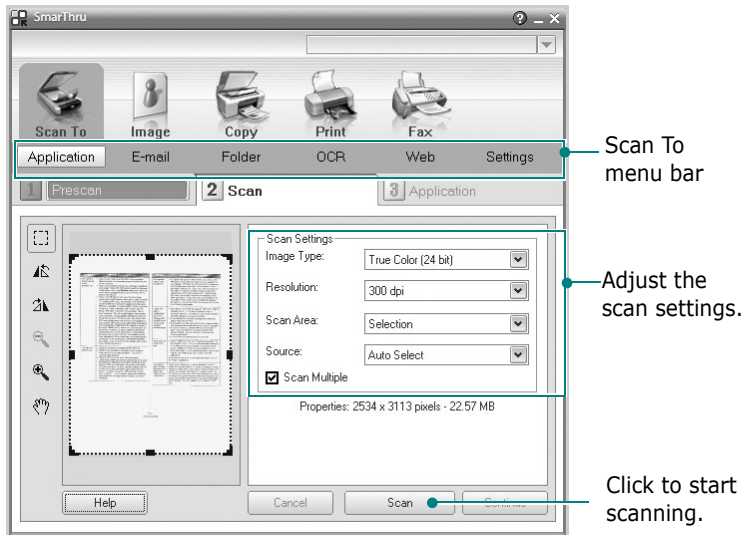 SmarThru
Scan To Image Copy Print Fax
Application E-mail Folder OCR Web Settings
Scan To
menu bar
1 Prescan 2 Scan 3 Application
Scan Settings
Image Type: True Color (24 bit)
Resolution: 300 dpi
Scan Area: Selection
Source: Auto Select
Scan Multiple
Adjust the
scan settings.
Properties: 2534 x 3113 pixels - 22.57 MB
Help Cancel Scan
Click to start
scanning.